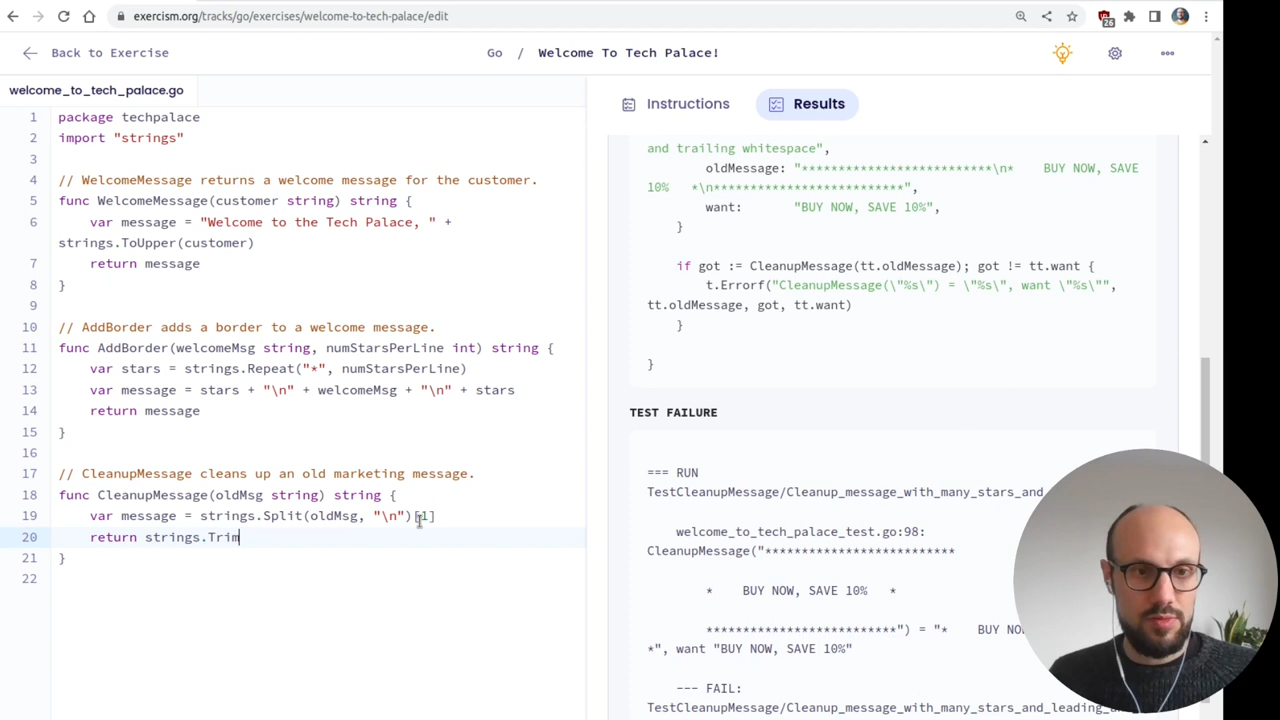 exercism.org/tracks/go/exercises/welcome-to-tech-palace/edit
26
Back to Exercise
Go / Welcome To Tech Palace!
welcome_to_tech_palace.go
1 package techpalace
2 import "strings"
3
4 // WelcomeMessage returns a welcome message for the customer.
5 func WelcomeMessage(customer string) string {
6 var message = "Welcome to the Tech Palace, " +
strings.ToUpper(customer)
7 return message
8 }
9
10 // AddBorder adds a border to a welcome message.
11 func AddBorder(welcomeMsg string, numStarsPerLine int) string {
12 var stars = strings.Repeat("*", numStarsPerLine)
13 var message = stars + "\n" + welcomeMsg + "\n" + stars
14 return message
15 }
16
17 // CleanupMessage cleans up an old marketing message.
18 func CleanupMessage(oldMsg string) string {
19 var message = strings.Split(oldMsg, "\n")[1]
20 return strings.Trim
21 }
22
Instructions
Results
and trailing whitespace",
oldMessage: "**************************\n* BUY NOW, SAVE
10% *\n**************************",
want: "BUY NOW, SAVE 10%",
}
if got := CleanupMessage(tt.oldMessage); got != tt.want {
t.Errorf("CleanupMessage(\"%s\") = \"%s\", want \"%s\"",
tt.oldMessage, got, tt.want)
}
}
TEST FAILURE
=== RUN
TestCleanupMessage/Cleanup_message_with_many_stars_and_
welcome_to_tech_palace_test.go:98:
CleanupMessage("**************************
* BUY NOW, SAVE 10% *
**************************") = "* BUY NO
*", want "BUY NOW, SAVE 10%"
--- FAIL:
TestCleanupMessage/Cleanup_message_with_many_stars_and_leading_